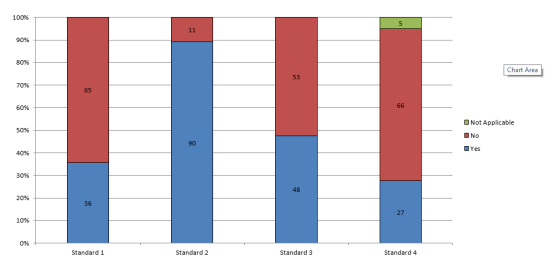 100%
90%
80%
70%
60%
50%
40%
30%
20%
10%
0%
65
36
11
90
53
48
5
66
27
Standard 1
Standard 2
Standard 3
Standard 4
Chart Area
Not Applicable
No
Yes